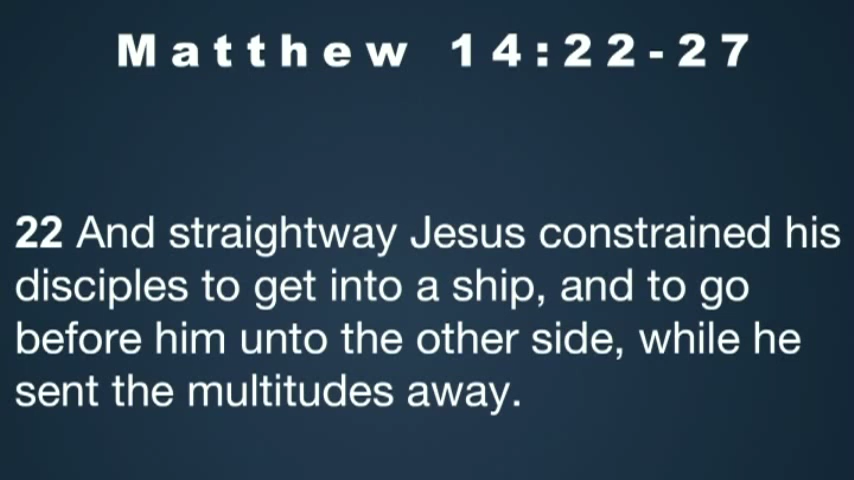 Matthew 14:22-27
22 And straightway Jesus constrained his
disciples to get into a ship, and to go
before him unto the other side, while he
sent the multitudes away.